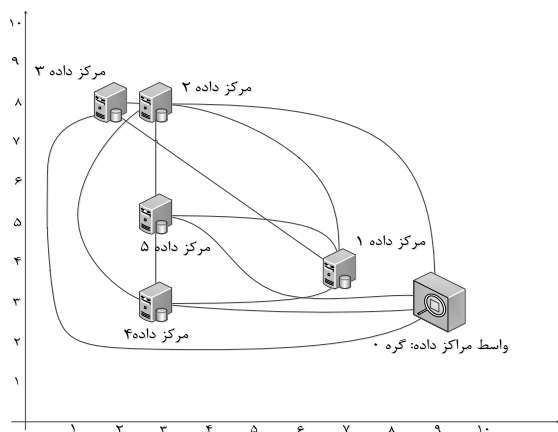 ۱۰
۹
۸
۷
۶
۵
۴
۳
۲
۱
مرکز داده ۳
مرکز داده ۲
مرکز داده ۱
مرکز داده ۵
مرکز داده۴
واسط مراکز داده: گره ۰
۱ ۲ ۳ ۴ ۵ ۶ ۷ ۸ ۹ ۱۰